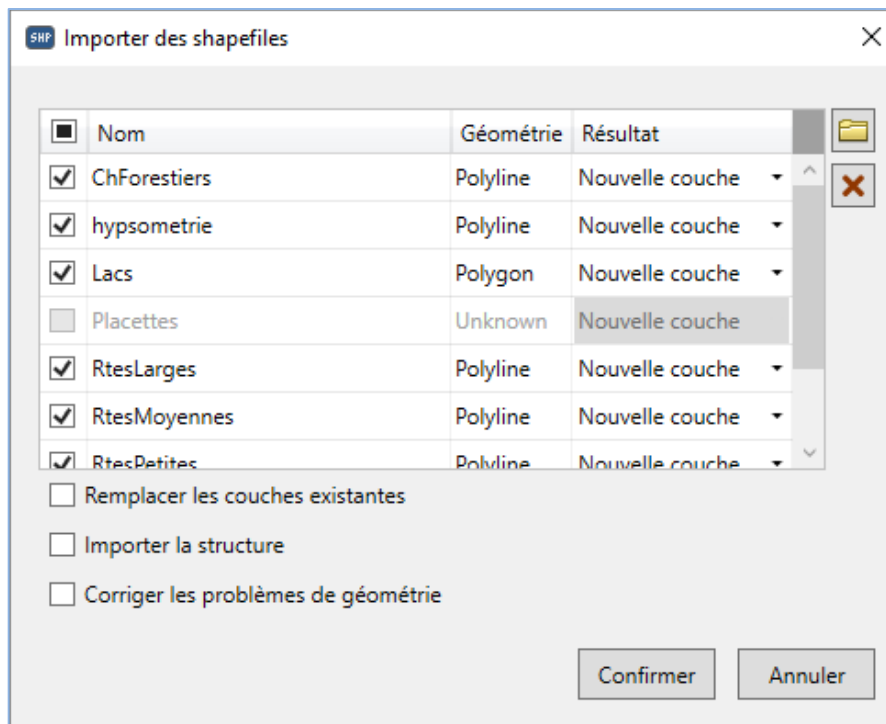 SHP Importer des shapefiles
Nom Géométrie Résultat
ChForestiers Polyline Nouvelle couche
hypsometrie Polyline Nouvelle couche
Lacs Polygon Nouvelle couche
Placettes Unknown Nouvelle couche
RtesLarges Polyline Nouvelle couche
RtesMoyennes Polyline Nouvelle couche
RtesPetites Polyline Nouvelle couche
Remplacer les couches existantes
Importer la structure
Corriger les problèmes de géométrie
Confirmer Annuler